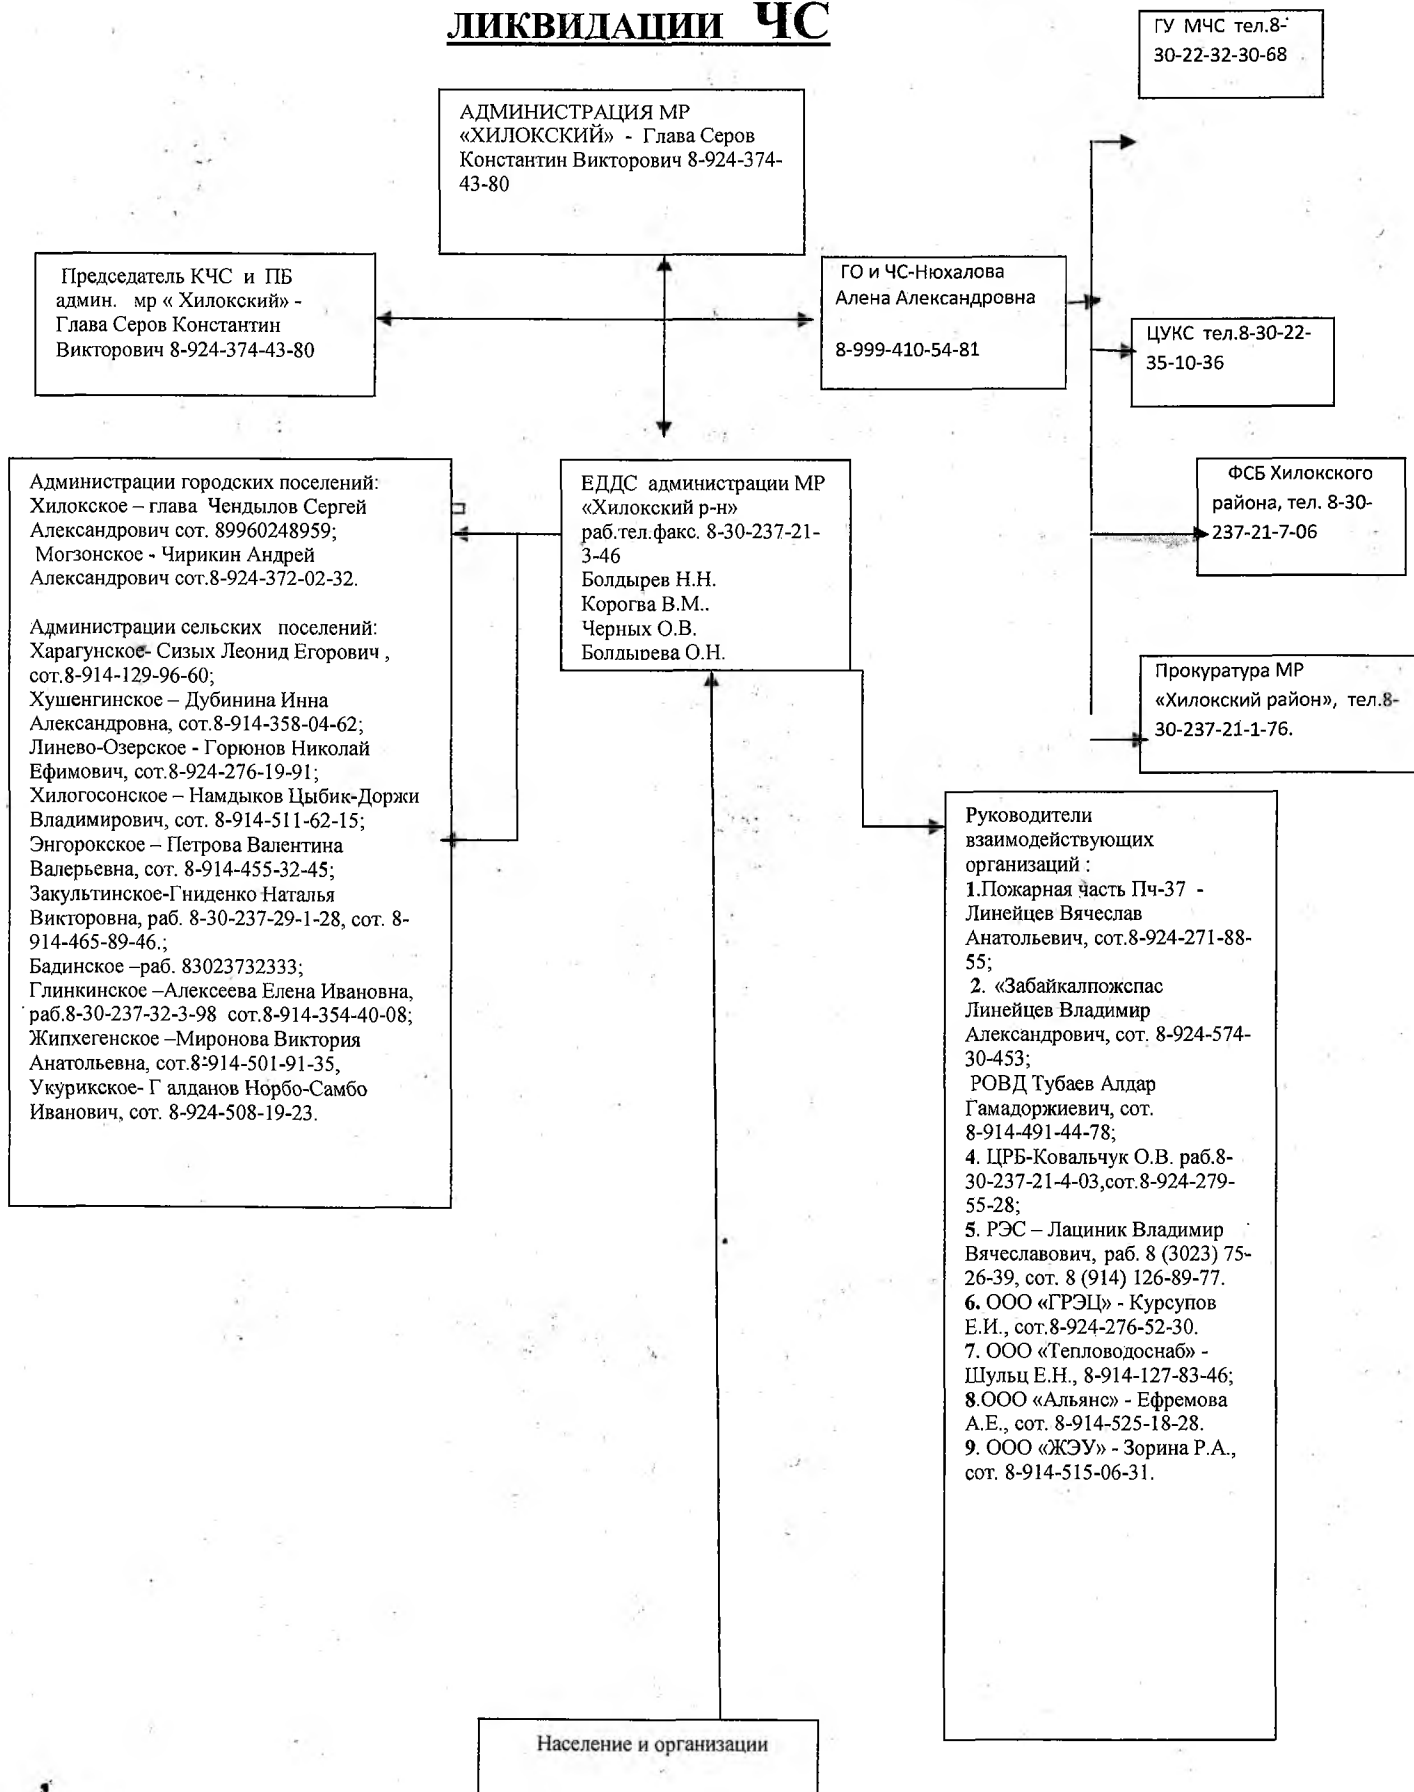 ЛИКВИДАЦИИ ЧС
ГУ МЧС тел.8-
30-22-32-30-68
АДМИНИСТРАЦИЯ МР
«ХИЛОКСКИЙ» - Глава Серов
Константин Викторович 8-924-374-
43-80
Председатель КЧС и ПБ
админ. мр « Хилокский» -
Глава Серов Константин
Викторович 8-924-374-43-80
ГО и ЧС-Нюхалова
Алена Александровна
8-999-410-54-81
ЦУКС тел.8-30-22-
35-10-36
Администрации городских поселений:
Хилокское – глава Чендылов Сергей
Александрович сот. 89960248959;
Могзонское - Чирикин Андрей
Александрович сот.8-924-372-02-32.
Администрации сельских поселений:
Харагунское- Сизых Леонид Егорович ,
сот.8-914-129-96-60;
Хушенгинское – Дубинина Инна
Александровна, сот.8-914-358-04-62;
Линево-Озерское - Горюнов Николай
Ефимович, сот.8-924-276-19-91;
Хилогосонское – Намдыков Цыбик-Доржи
Владимирович, сот. 8-914-511-62-15;
Энгорокское – Петрова Валентина
Валерьевна, сот. 8-914-455-32-45;
Закультинское-Гниденко Наталья
Викторовна, раб. 8-30-237-29-1-28, сот. 8-
914-465-89-46.;
Бадинское –раб. 83023732333;
Глинкинское –Алексеева Елена Ивановна,
раб.8-30-237-32-3-98 сот.8-914-354-40-08;
Жипхегенское –Миронова Виктория
Анатольевна, сот.8-914-501-91-35,
Укурикское- Г алданов Норбо-Самбо
Иванович, сот. 8-924-508-19-23.
ЕДДС администрации МР
«Хилокский р-н»
раб.тел.факс. 8-30-237-21-
3-46
Болдырев Н.Н.
Корогва В.М..
Черных О.В.
Болдырева О.Н.
ФСБ Хилокского
района, тел. 8-30-
237-21-7-06
Прокуратура МР
«Хилокский район», тел.8-
30-237-21-1-76.
Руководители
взаимодействующих
организаций :
1.Пожарная часть Пч-37 -
Линейцев Вячеслав
Анатольевич, сот.8-924-271-88-
55;
2. «Забайкалпожспас
Линейцев Владимир
Александрович, сот. 8-924-574-
30-453;
РОВД Тубаев Алдар
Гамадоржиевич, сот.
8-914-491-44-78;
4. ЦРБ-Ковальчук О.В. раб.8-
30-237-21-4-03,сот.8-924-279-
55-28;
5. РЭС – Лациник Владимир
Вячеславович, раб. 8 (3023) 75-
26-39, сот. 8 (914) 126-89-77.
6. ООО «ГРЭЦ» - Курсупов
Е.И., сот.8-924-276-52-30.
7. ООО «Тепловодоснаб» -
Шульц Е.Н., 8-914-127-83-46;
8.ООО «Альянс» - Ефремова
А.Е., сот. 8-914-525-18-28.
9. ООО «ЖЭУ» - Зорина Р.А.,
сот. 8-914-515-06-31.
Население и организации